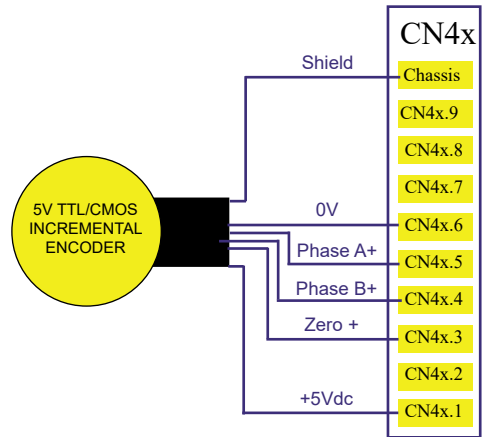 CN4x
Shield
Chassis
CN4x.9
CN4x.8
CN4x.7
0V
CN4x.6
Phase A+
CN4x.5
Phase B+
CN4x.4
Zero +
CN4x.3
CN4x.2
+5Vdc
CN4x.1
5V TTL/CMOS
INCREMENTAL
ENCODER